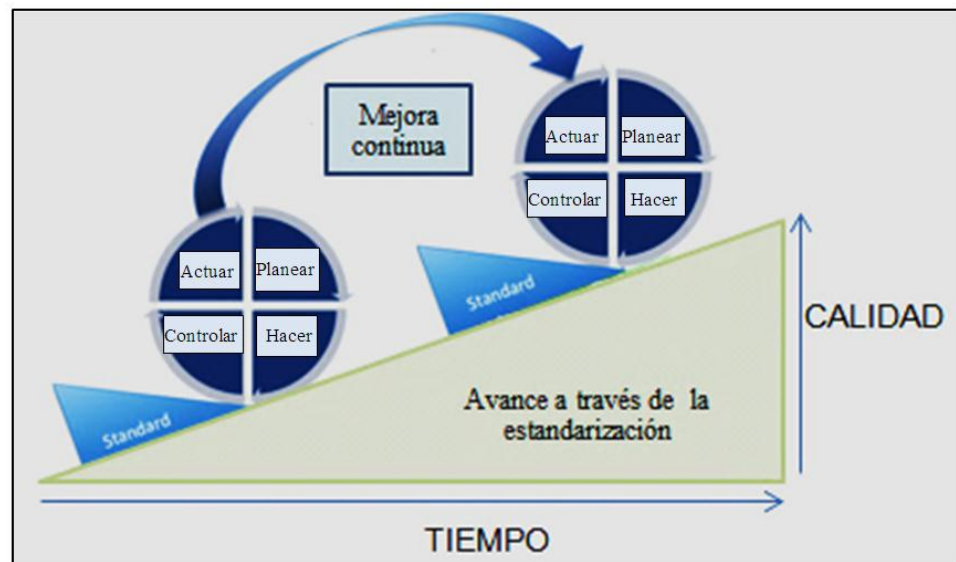 Mejora
continua
Actuar
Planear
Controlar
Hacer
Standard
Actuar
Planear
Controlar
Hacer
Standard
CALIDAD
Avance a través de la
estandarización
TIEMPO